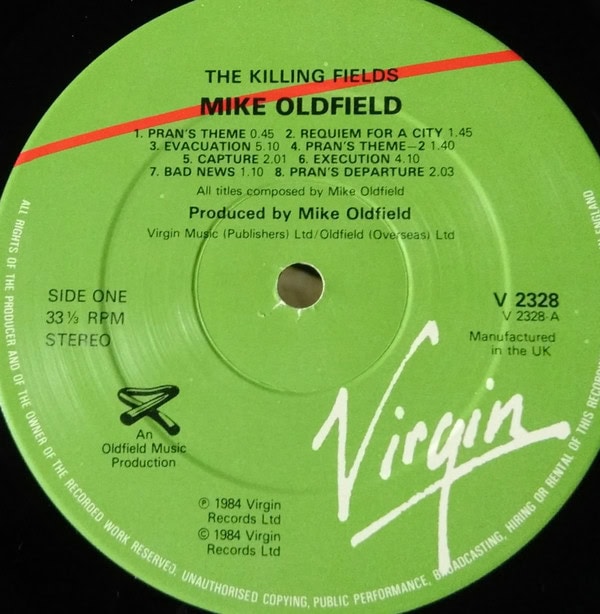 THE KILLING FIELDS
MIKE OLDFIELD
1. PRAN'S THEME 0.45 2. REQUIEM FOR A CITY 1.45
3. EVACUATION 5.10 4. PRAN'S THEME—2 1.40
5. CAPTURE 2.01 6. EXECUTION 4.10
7. BAD NEWS 1.10 8. PRAN'S DEPARTURE 2.03
All titles composed by Mike Oldfield
Produced by Mike Oldfield
Virgin Music (Publishers) Ltd/Oldfield (Overseas) Ltd
SIDE ONE
33⅓ RPM
STEREO
V 2328
V 2328-A
Manufactured
in the UK
An
Oldfield Music
Production
Virgin
℗ 1984 Virgin
Records Ltd
© 1984 Virgin
Records Ltd
ALL RIGHTS OF THE PRODUCER AND OF THE OWNER OF THE RECORDED WORK RESERVED. UNAUTHORISED COPYING, PUBLIC PERFORMANCE, BROADCASTING, HIRING OR RENTAL OF THIS RECOR
N ENGLAND